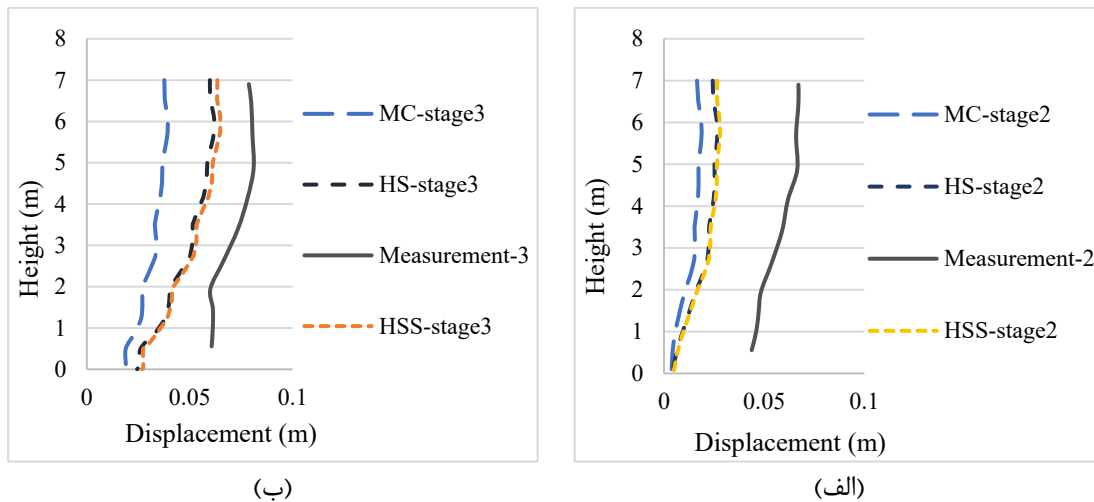 8
7
6
5
4
3
2
1
0
Height (m)
0 0.05 0.1
Displacement (m)
MC-stage3
HS-stage3
Measurement-3
HSS-stage3
(ب)
8
7
6
5
4
3
2
1
0
Height (m)
0 0.05 0.1
Displacement (m)
MC-stage2
HS-stage2
Measurement-2
HSS-stage2
(الف)